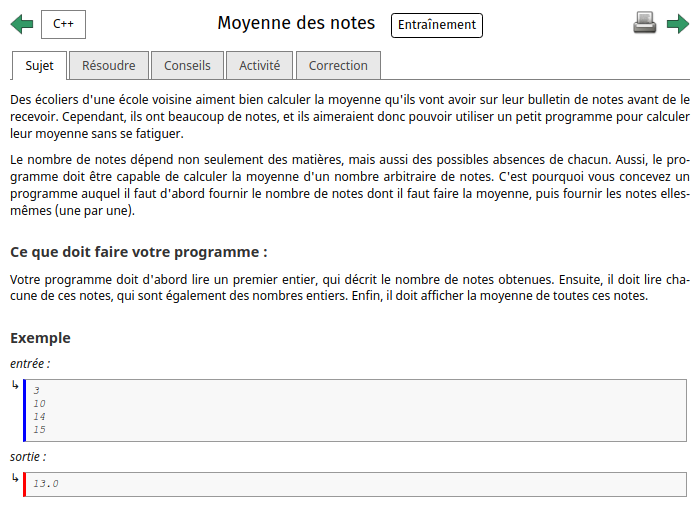 C++
Moyenne des notes
Entraînement
Sujet
Résoudre
Conseils
Activité
Correction
Des écoliers d'une école voisine aiment bien calculer la moyenne qu'ils vont avoir sur leur bulletin de notes avant de le
recevoir. Cependant, ils ont beaucoup de notes, et ils aimeraient donc pouvoir utiliser un petit programme pour calculer
leur moyenne sans se fatiguer.
Le nombre de notes dépend non seulement des matières, mais aussi des possibles absences de chacun. Aussi, le pro-
gramme doit être capable de calculer la moyenne d'un nombre arbitraire de notes. C'est pourquoi vous concevez un
programme auquel il faut d'abord fournir le nombre de notes dont il faut faire la moyenne, puis fournir les notes elles-
mêmes (une par une).
Ce que doit faire votre programme :
Votre programme doit d'abord lire un premier entier, qui décrit le nombre de notes obtenues. Ensuite, il doit lire cha-
cune de ces notes, qui sont également des nombres entiers. Enfin, il doit afficher la moyenne de toutes ces notes.
Exemple
entrée :
3
10
14
15
sortie :
13.0